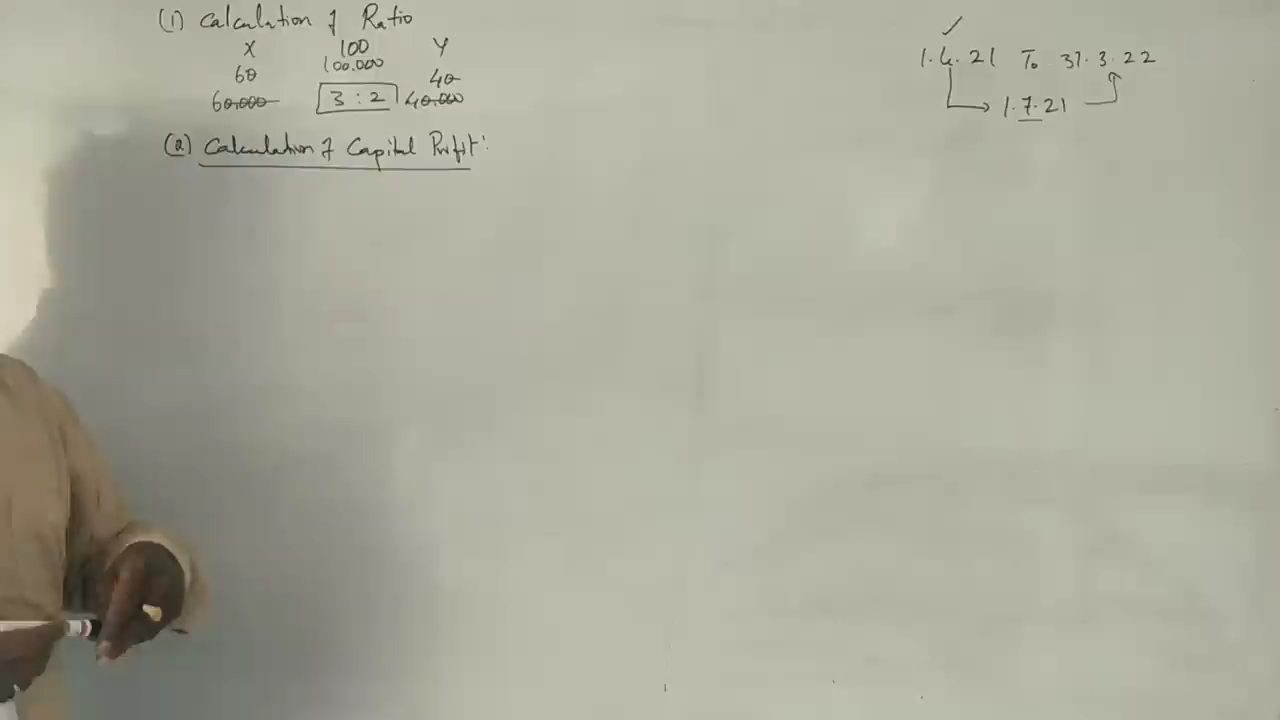 (1) Calculation of Ratio
X 100 Y
100.000
60 40
60.000 3 : 2 40.000
(2) Calculation of Capital Profit:
1.4.21 To 31.3.22
1.7.21